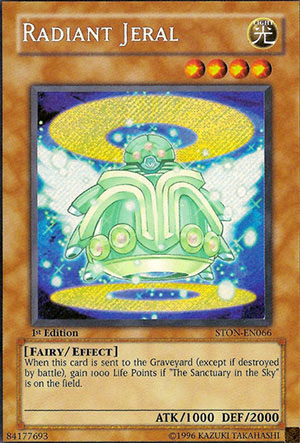 RADIANT JERAL
LIGHT
光
1st Edition
STON-EN066
[FAIRY/EFFECT]
When this card is sent to the Graveyard (except if destroyed
by battle), gain 1000 Life Points if "The Sanctuary in the Sky"
is on the field.
ATK/1000 DEF/2000
84177693
©1996 KAZUKI TAKAHASHI